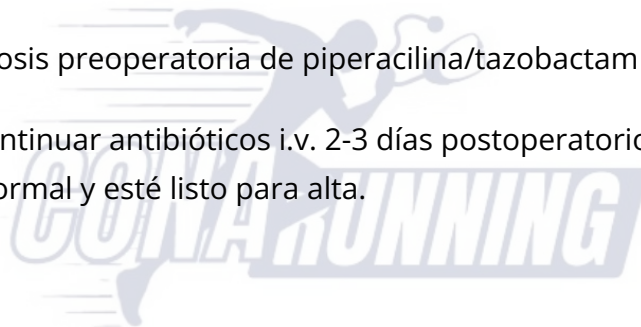 osis preoperatoria de piperacilina/tazobactam
ntinuar antibióticos i.v. 2-3 días postoperatorio
ormal y esté listo para alta.
CONARUNNING